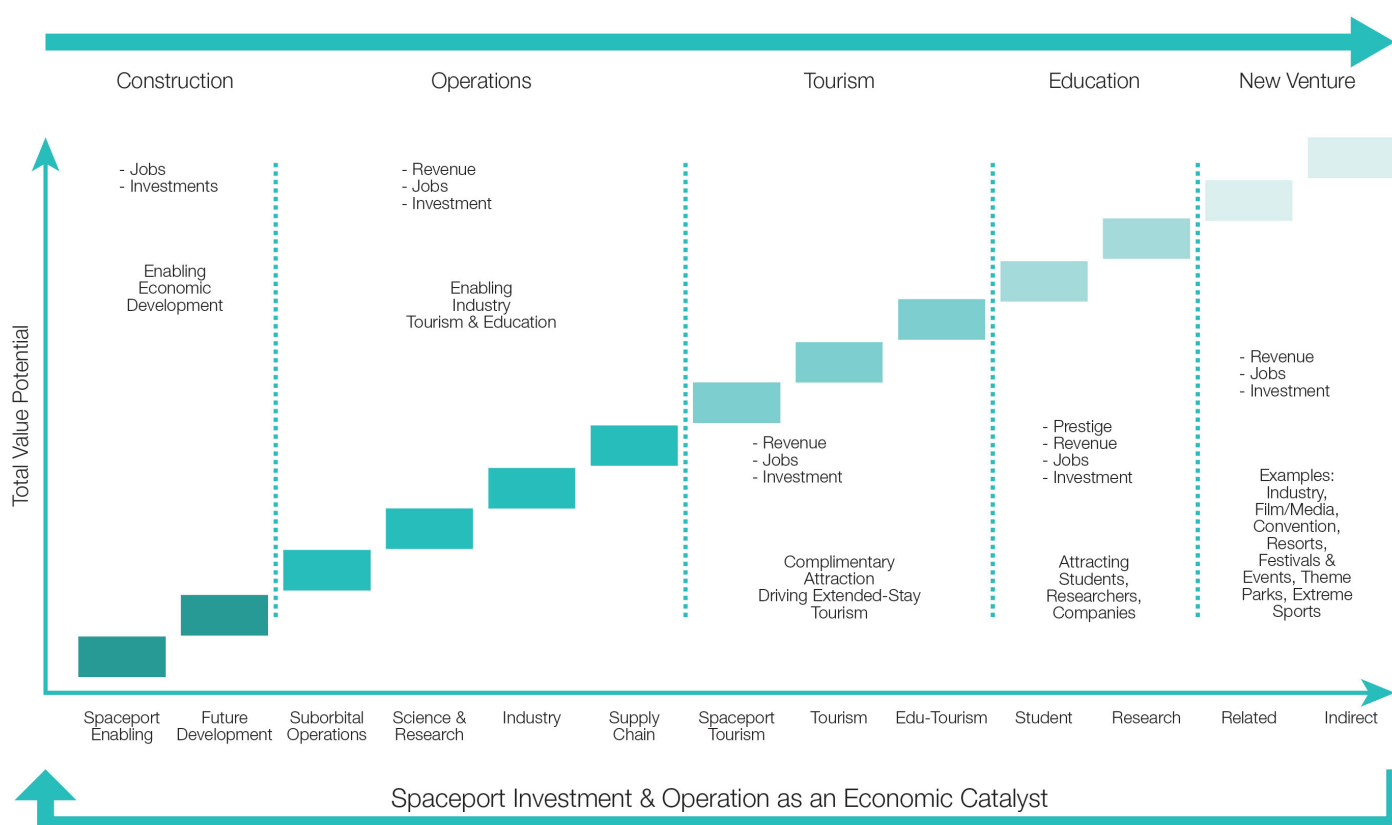 Construction
Operations
Tourism
Education
New Venture
- Jobs
- Investments
Enabling
Economic
Development
- Revenue
- Jobs
- Investment
Enabling
Industry
Tourism & Education
- Revenue
- Jobs
- Investment
Complimentary
Attraction
Driving Extended-Stay
Tourism
- Prestige
- Revenue
- Jobs
- Investment
Attracting
Students,
Researchers,
Companies
- Revenue
- Jobs
- Investment
Examples:
Industry,
Film/Media,
Convention,
Resorts,
Festivals &
Events, Theme
Parks, Extreme
Sports
Total Value Potential
Spaceport
Enabling
Future
Development
Suborbital
Operations
Science &
Research
Industry
Supply
Chain
Spaceport
Tourism
Tourism
Edu-Tourism
Student
Research
Related
Indirect
Spaceport Investment & Operation as an Economic Catalyst